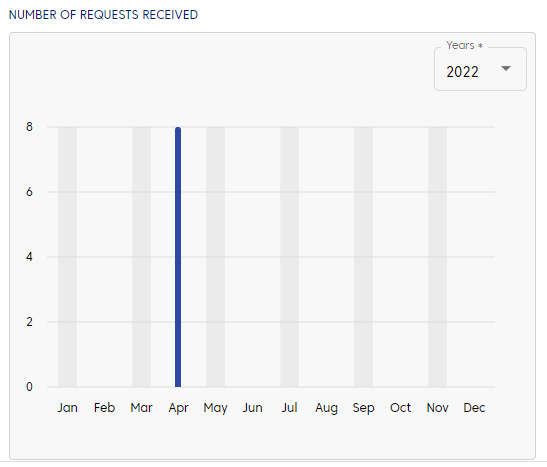 NUMBER OF REQUESTS RECEIVED
Years *
2022
8
6
4
2
0
Jan Feb Mar Apr May Jun Jul Aug Sep Oct Nov Dec